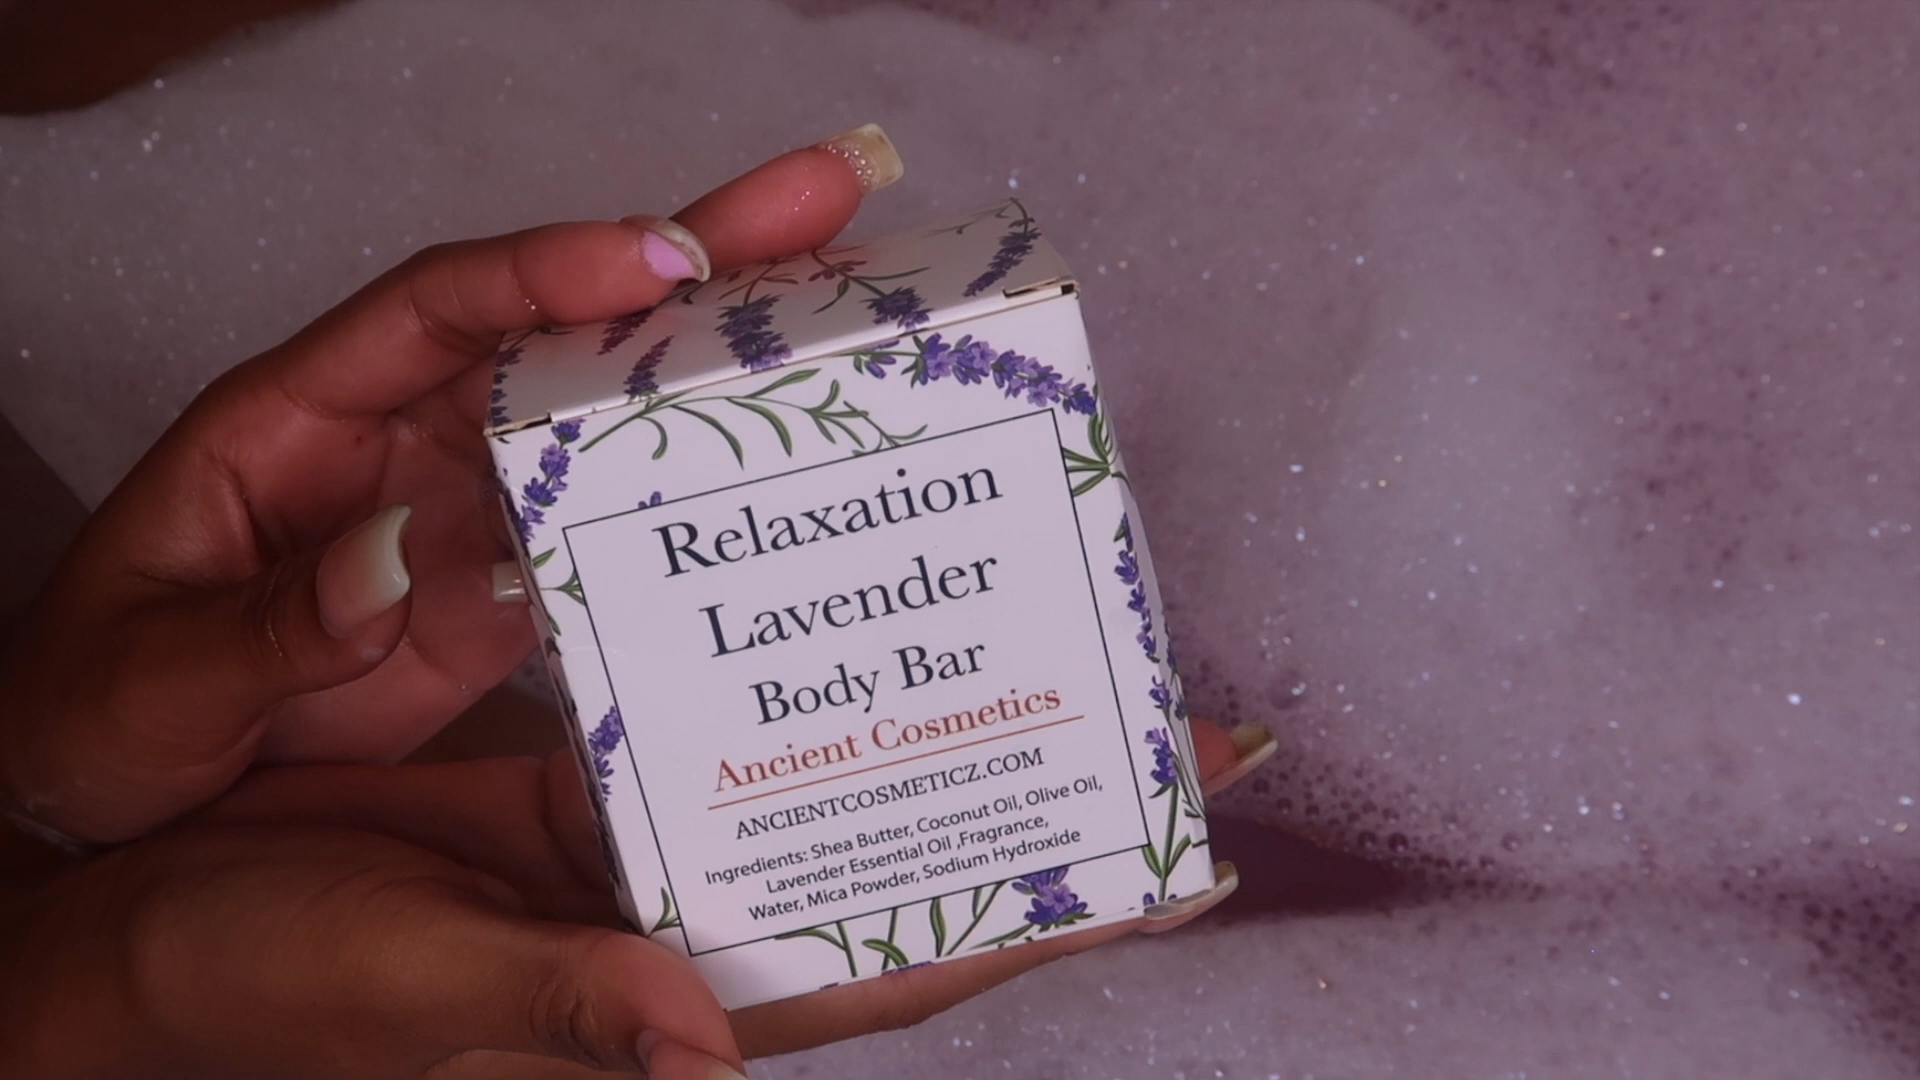 Relaxation
Lavender
Body Bar
Ancient Cosmetics
ANCIENTCOSMETICZ.COM
Ingredients: Shea Butter, Coconut Oil, Olive Oil,
Lavender Essential Oil ,Fragrance,
Water, Mica Powder, Sodium Hydroxide